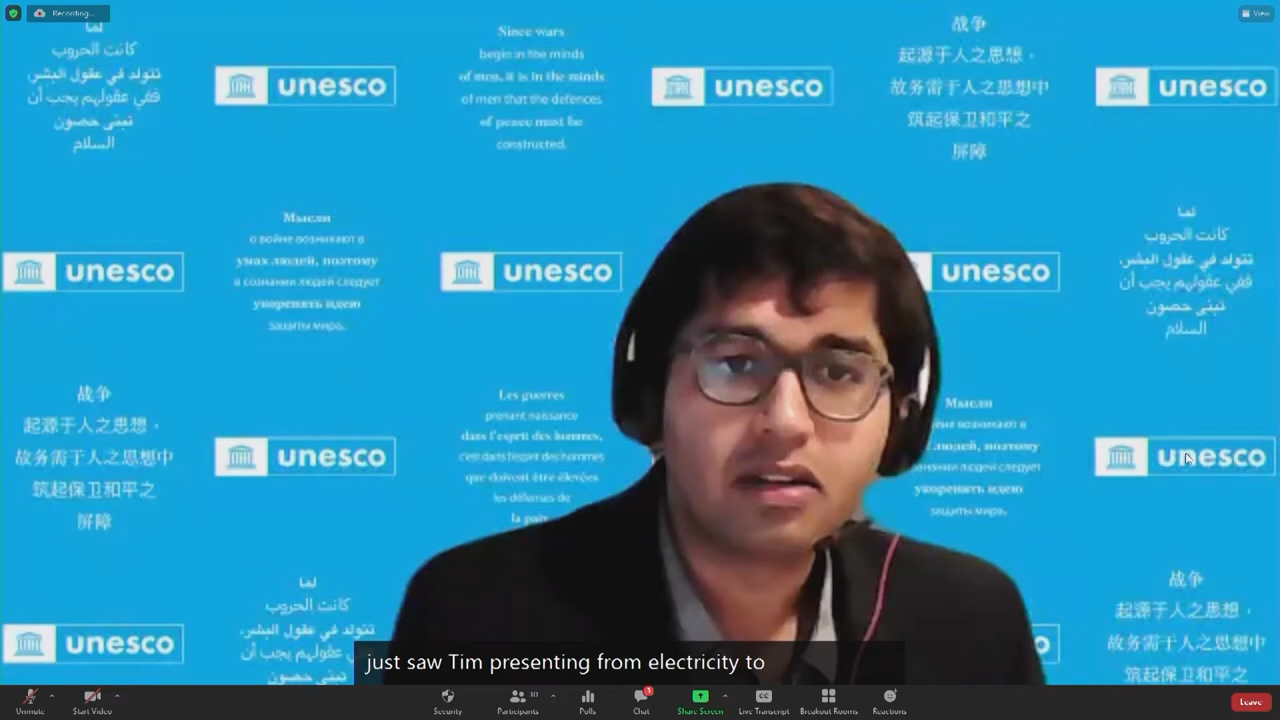 Recording...
View
لما
كانت الحروب
تتولد في عقول البشر،
ففي عقولهم يجب أن
تبنى حصون
السلام
unesco
Since wars
begin in the minds
of men, it is in the minds
of men that the defences
of peace must be
constructed.
unesco
战争
起源于人之思想，
故务需于人之思想中
筑起保卫和平之
屏障
unesco
unesco
Мысли
о войне возникают в
умах людей, поэтому
в сознании людей следует
укоренять идею
защиты мира.
unesco
unesco
لما
كانت الحروب
تتولد في عقول البشر،
ففي عقولهم يجب أن
تبنى حصون
السلام
战争
起源于人之思想，
故务需于人之思想中
筑起保卫和平之
屏障
unesco
Les guerres
prenant naissance
dans l'esprit des hommes,
c'est dans l'esprit des hommes
que doivent être élevées
les défenses de
la paix
Мысли
войне возникают в
людей, поэтому
сознании людей следует
укоренять идею
защиты мира.
unesco
unesco
لما
كانت الحروب
تتولد في عقول البشر،
عقولهم يجب أن
تبنى حصون
战争
起源于人之思想，
故务需于人之思想中
筑起保卫和平之
o
just saw Tim presenting from electricity to
Unmute
Start Video
Security
Participants
30
Polls
Chat
1
Share Screen
CC
Live Transcript
Breakout Rooms
Reactions
Leave